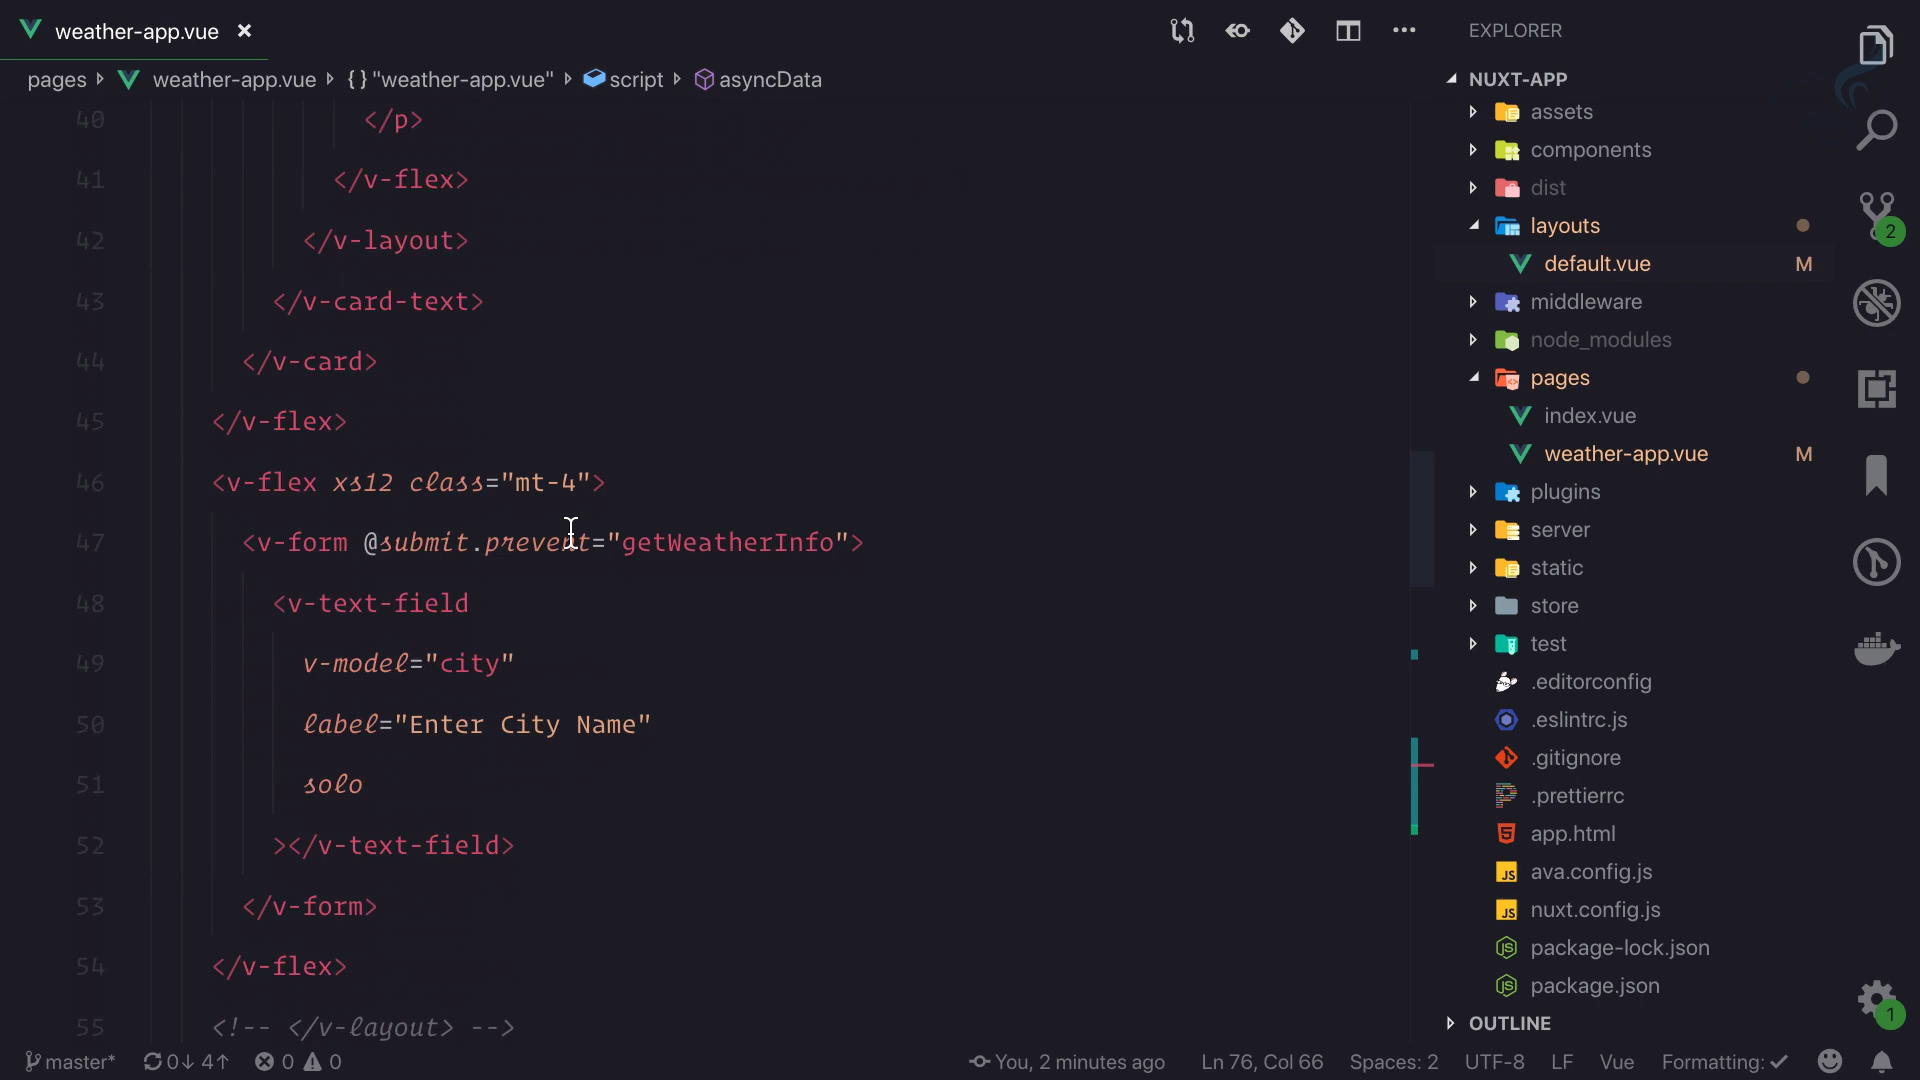 weather-app.vue
pages weather-app.vue {} "weather-app.vue" script asyncData
40 </p>
41 </v-flex>
42 </v-layout>
43 </v-card-text>
44 </v-card>
45 </v-flex>
46 <v-flex xs12 class="mt-4">
47 <v-form @submit.prevent="getWeatherInfo">
48 <v-text-field
49 v-model="city"
50 label="Enter City Name"
51 solo
52 ></v-text-field>
53 </v-form>
54 </v-flex>
55 <!-- </v-layout> -->
EXPLORER
NUXT-APP
assets
components
dist
layouts
default.vue M
middleware
node_modules
pages
index.vue
weather-app.vue M
plugins
server
static
store
test
.editorconfig
.eslintrc.js
.gitignore
.prettierrc
app.html
JS ava.config.js
JS nuxt.config.js
package-lock.json
package.json
OUTLINE
2
1
master* 0↓ 4↑ 0 0 You, 2 minutes ago Ln 76, Col 66 Spaces: 2 UTF-8 LF Vue Formatting: ✓